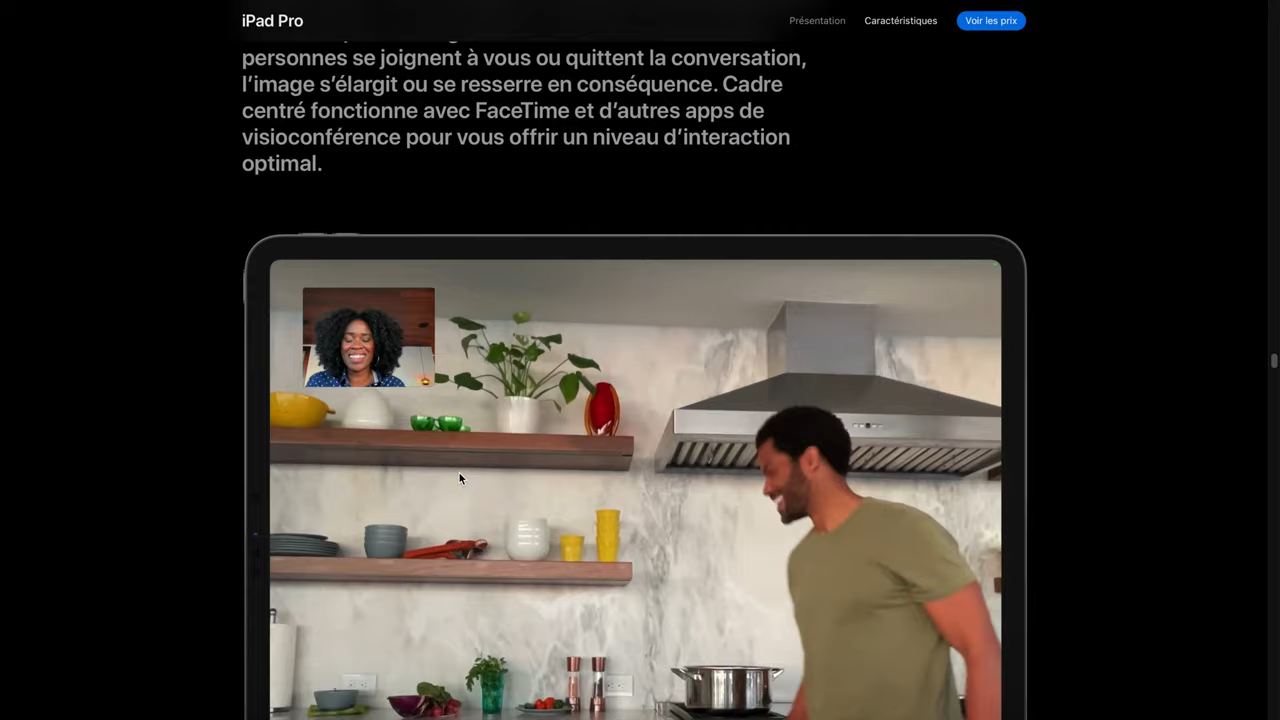 iPad Pro
Présentation
Caractéristiques
Voir les prix
personnes se joignent à vous ou quittent la conversation,
l’image s’élargit ou se resserre en conséquence. Cadre
centré fonctionne avec FaceTime et d’autres apps de
visioconférence pour vous offrir un niveau d’interaction
optimal.